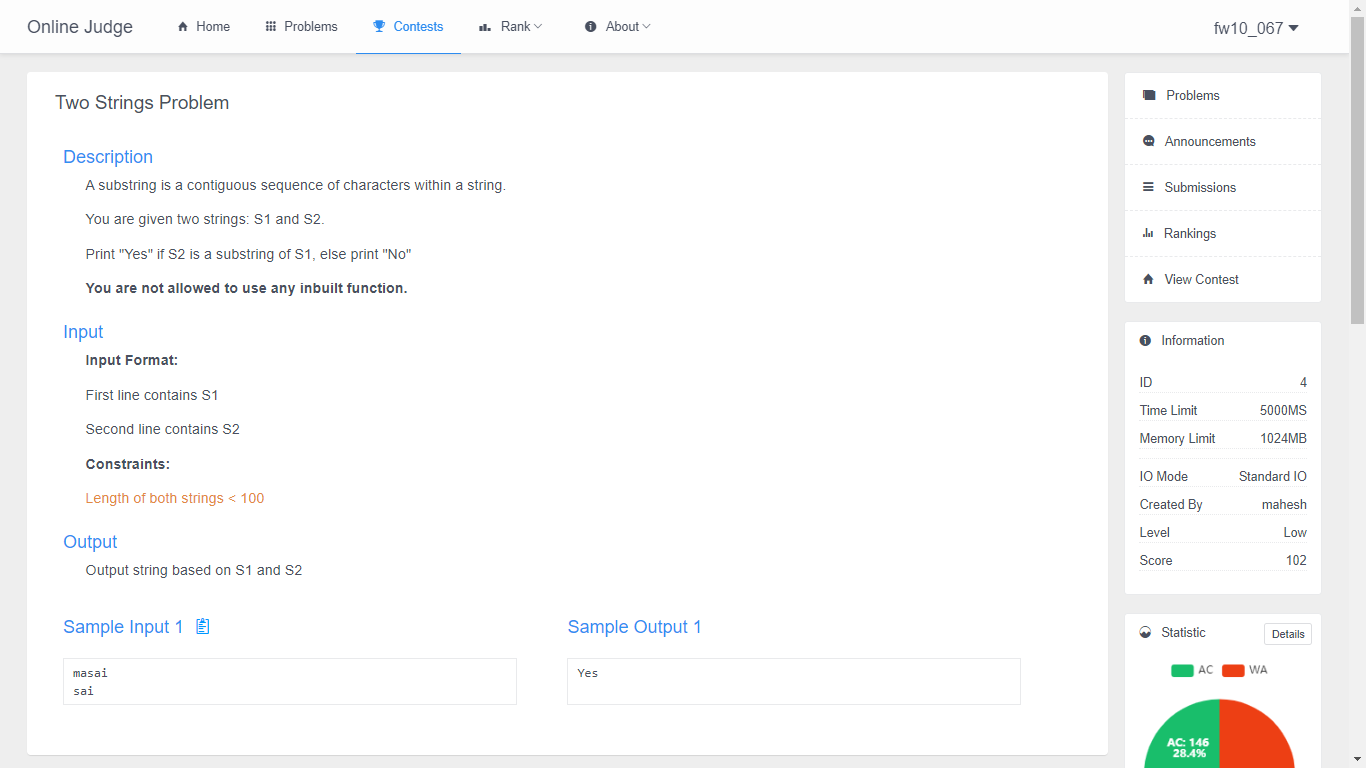 Online Judge
Home
Problems
Contests
Rank
About
fw10_067
Two Strings Problem
Description
A substring is a contiguous sequence of characters within a string.
You are given two strings: S1 and S2.
Print "Yes" if S2 is a substring of S1, else print "No"
You are not allowed to use any inbuilt function.
Input
Input Format:
First line contains S1
Second line contains S2
Constraints:
Length of both strings < 100
Output
Output string based on S1 and S2
Sample Input 1
masai
sai
Sample Output 1
Yes
Problems
Announcements
Submissions
Rankings
View Contest
Information
ID 4
Time Limit 5000MS
Memory Limit 1024MB
IO Mode Standard IO
Created By mahesh
Level Low
Score 102
Statistic Details
AC WA
AC: 146
28.4%